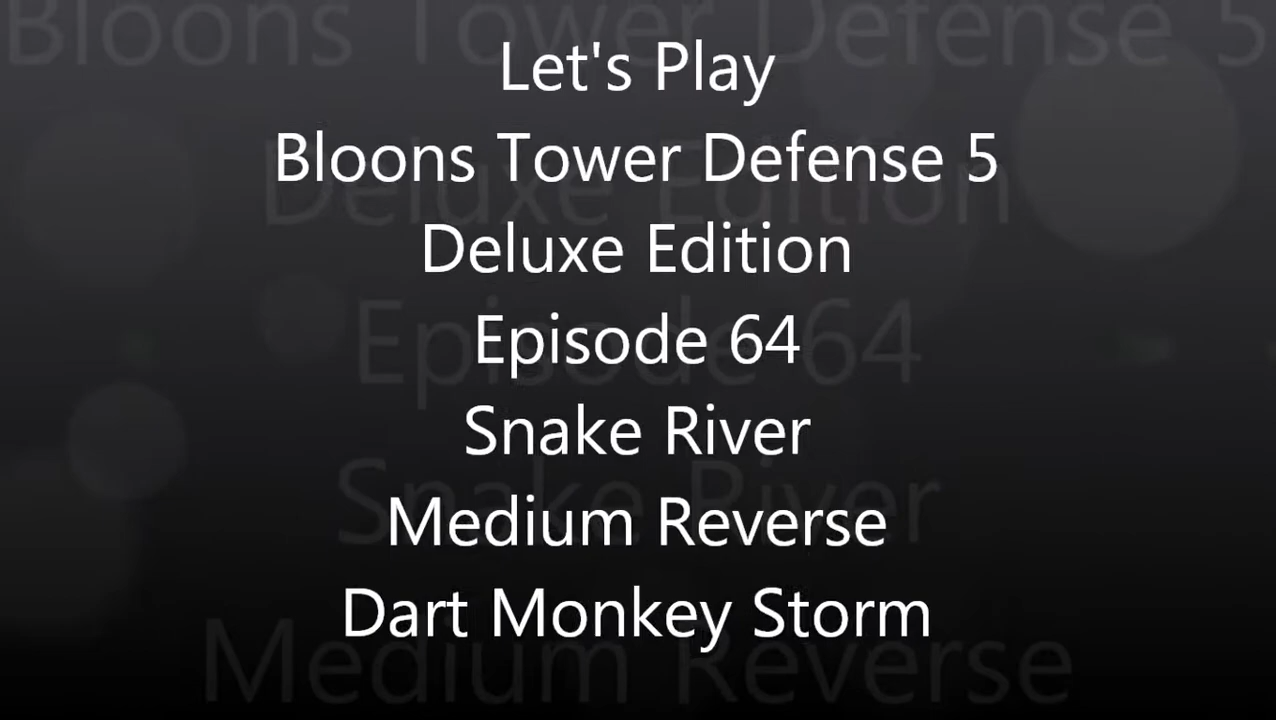 Let's Play
Bloons Tower Defense 5
Deluxe Edition
Episode 64
Snake River
Medium Reverse
Dart Monkey Storm